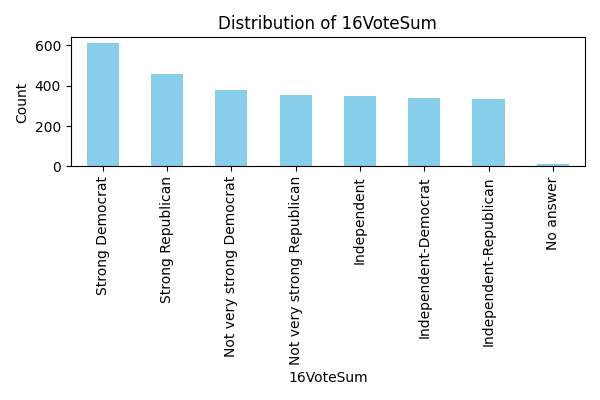 Distribution of 16VoteSum
Count
600
400
200
0
Strong Democrat
Strong Republican
Not very strong Democrat
Not very strong Republican
Independent
Independent-Democrat
Independent-Republican
No answer
16VoteSum